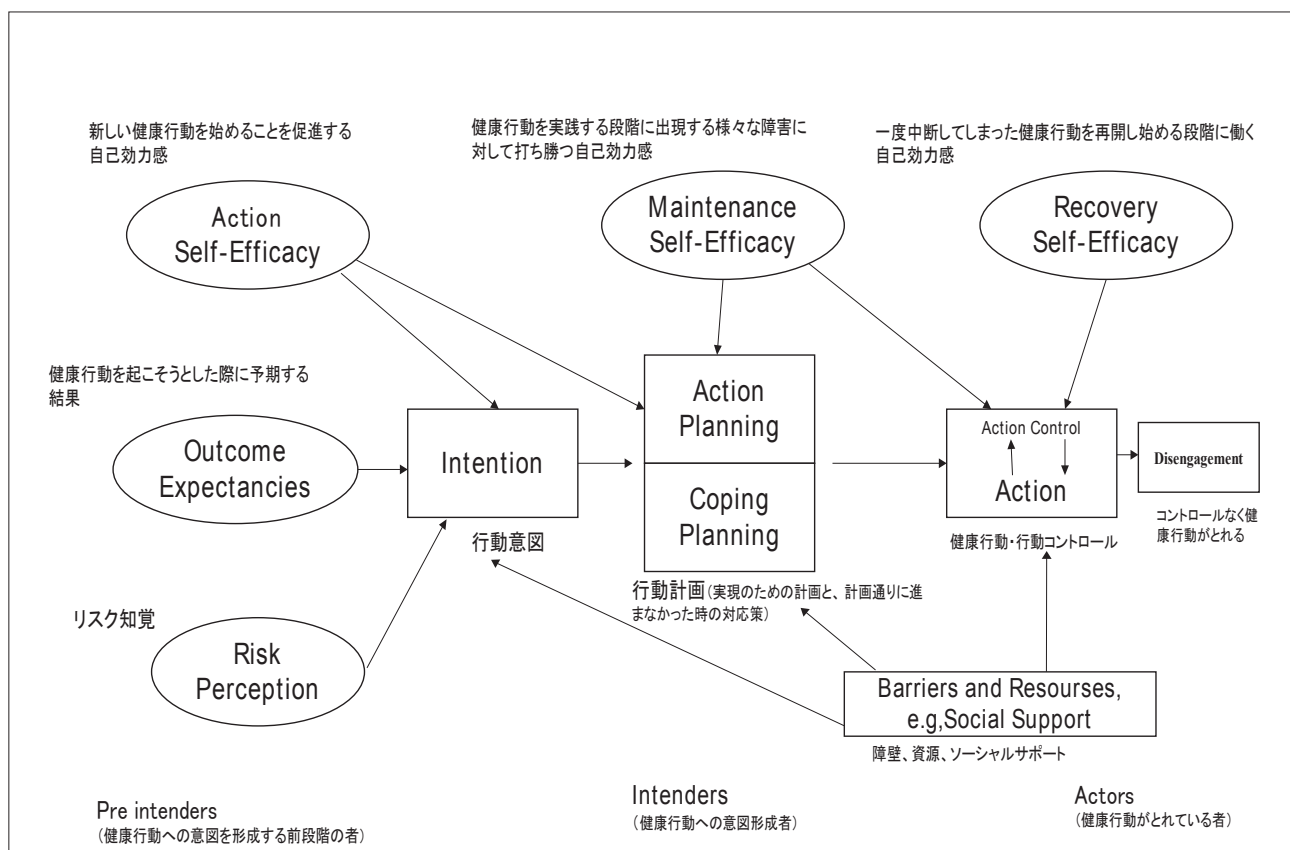 新しい健康行動を始めることを促進する
自己効力感
健康行動を実践する段階に出現する様々な障害に
対して打ち勝つ自己効力感
一度中断してしまった健康行動を再開し始める段階に働く
自己効力感
Action
Self-Efficacy
Maintenance
Self-Efficacy
Recovery
Self-Efficacy
健康行動を起こそうとした際に予期する
結果
Outcome
Expectancies
Intention
行動意図
Action
Planning
Coping
Planning
行動計画(実現のための計画と、計画通りに進
まなかった時の対応策)
Action Control
Action
健康行動・行動コントロール
Disengagement
コントロールなく健
康行動がとれる
リスク知覚
Risk
Perception
Barriers and Resourses,
e.g,Social Support
障壁、資源、ソーシャルサポート
Pre intenders
(健康行動への意図を形成する前段階の者)
Intenders
(健康行動への意図形成者)
Actors
(健康行動がとれている者)